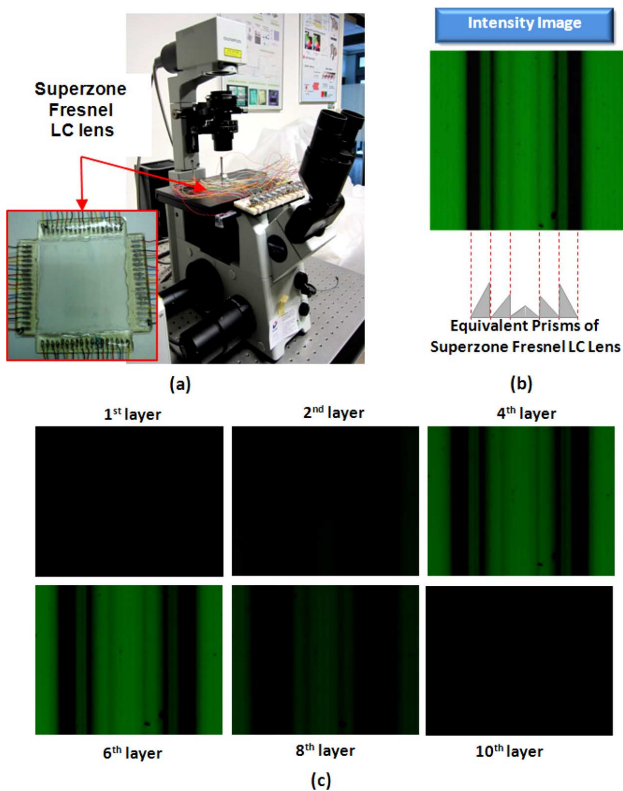 Superzone
Fresnel
LC lens
(a)
Intensity Image
Equivalent Prisms of
Superzone Fresnel LC Lens
(b)
1st layer
2nd layer
4th layer
6th layer
8th layer
10th layer
(c)